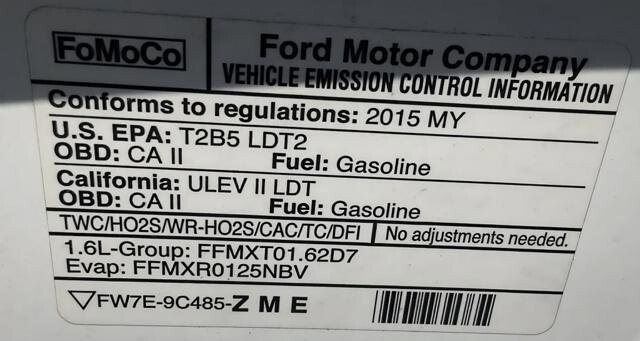 FoMoCo
Ford Motor Company
VEHICLE EMISSION CONTROL INFORMATION
Conforms to regulations: 2015 MY
U.S. EPA: T2B5 LDT2
OBD: CA II Fuel: Gasoline
California: ULEV II LDT
OBD: CA II Fuel: Gasoline
TWC/HO2S/WR-HO2S/CAC/TC/DFI No adjustments needed.
1.6L-Group: FFMXT01.62D7
Evap: FFMXR0125NBV
▽FW7E-9C485-Z M E